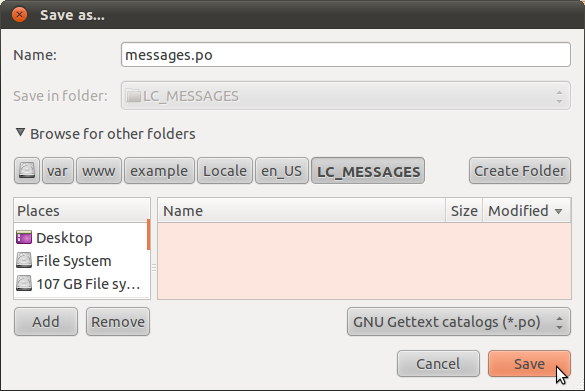 Save as...
Name: messages.po
Save in folder: LC_MESSAGES
Browse for other folders
var www example Locale en_US LC_MESSAGES Create Folder
Places Name Size Modified
Desktop
File System
107 GB File sy...
Add Remove GNU Gettext catalogs (*.po)
Cancel Save